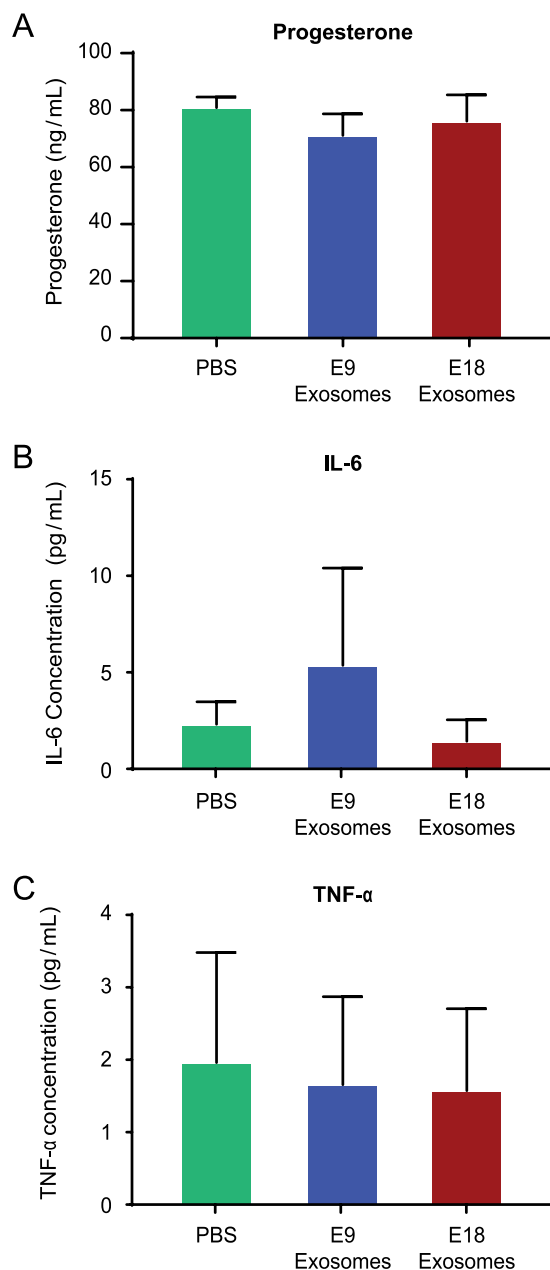 A
Progesterone
Progesterone (ng/mL)
100
80
60
40
20
0
PBS
E9
Exosomes
E18
Exosomes
B
IL-6
IL-6 Concentration (pg/mL)
15
10
5
0
PBS
E9
Exosomes
E18
Exosomes
C
TNF-α
TNF-α concentration (pg/mL)
4
3
2
1
0
PBS
E9
Exosomes
E18
Exosomes